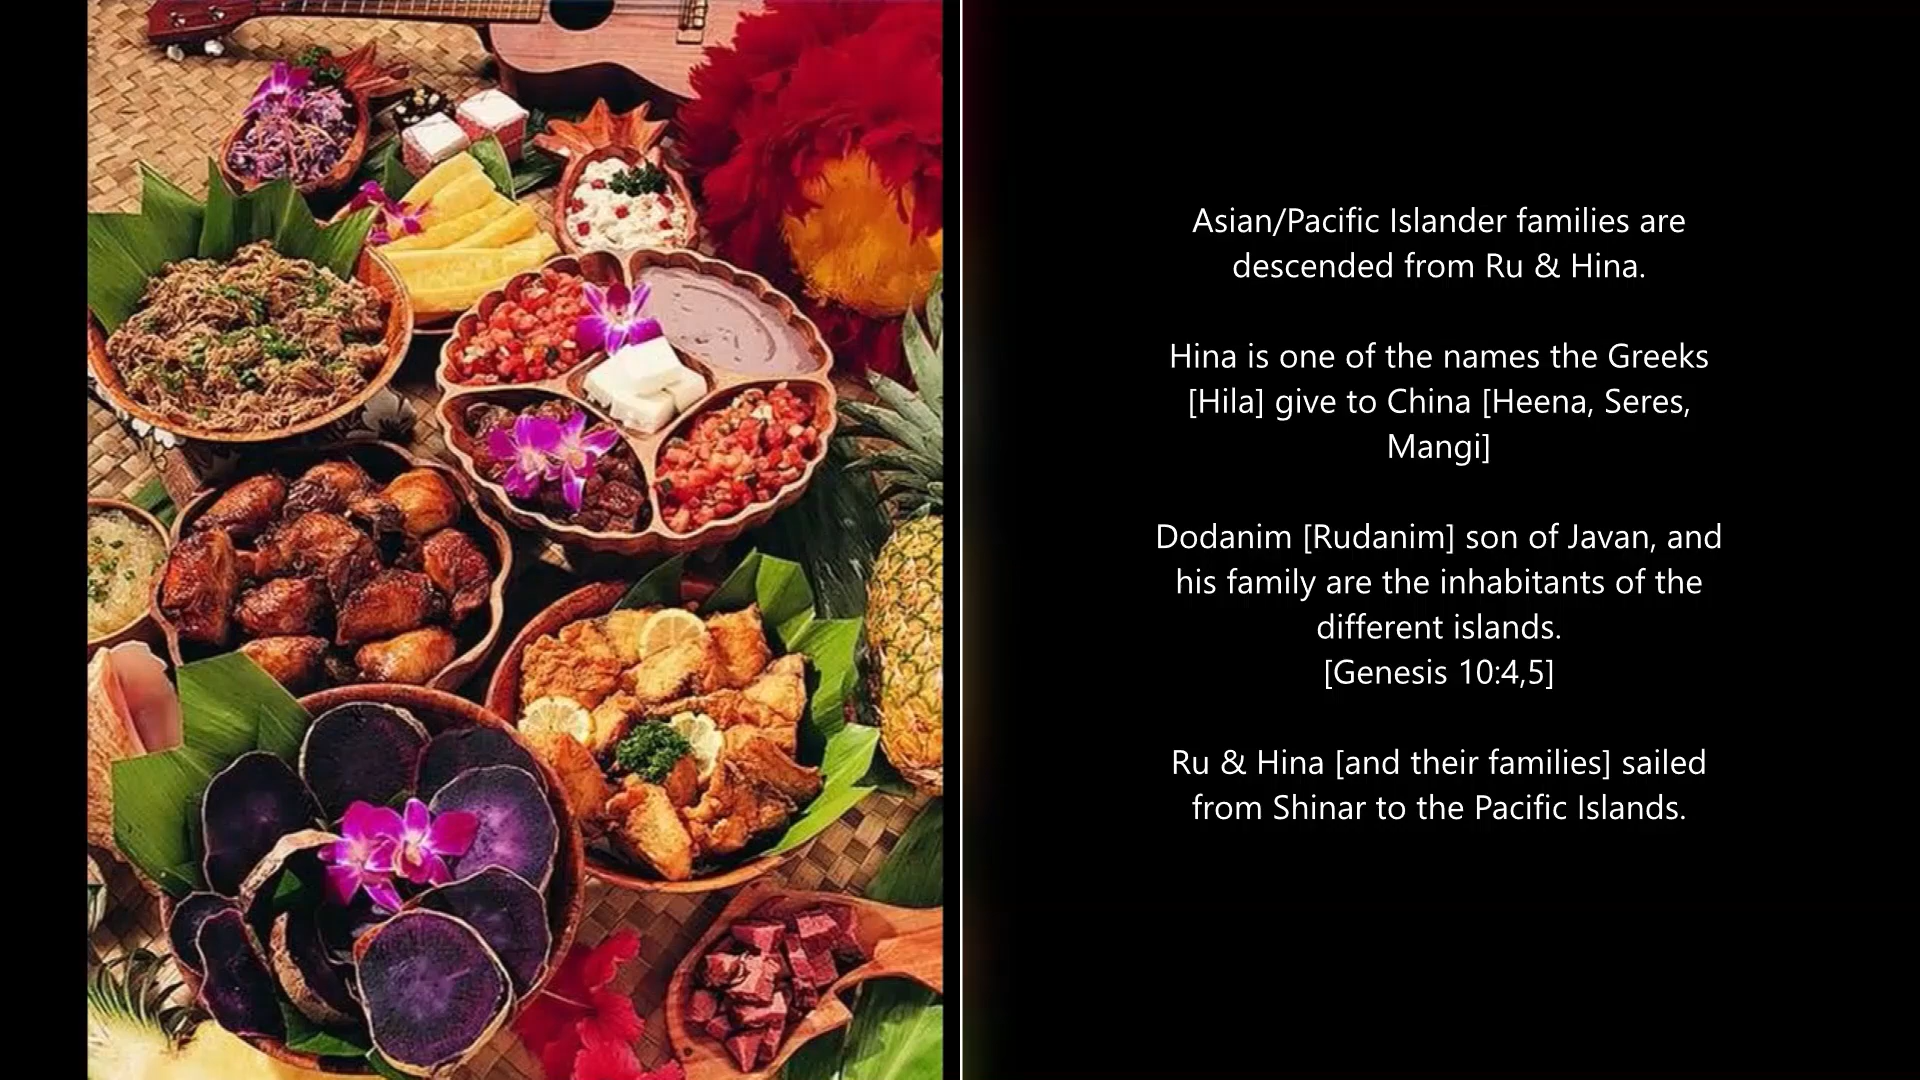 Asian/Pacific Islander families are
descended from Ru & Hina.
Hina is one of the names the Greeks
[Hila] give to China [Heena, Seres,
Mangi]
Dodanim [Rudanim] son of Javan, and
his family are the inhabitants of the
different islands.
[Genesis 10:4,5]
Ru & Hina [and their families] sailed
from Shinar to the Pacific Islands.